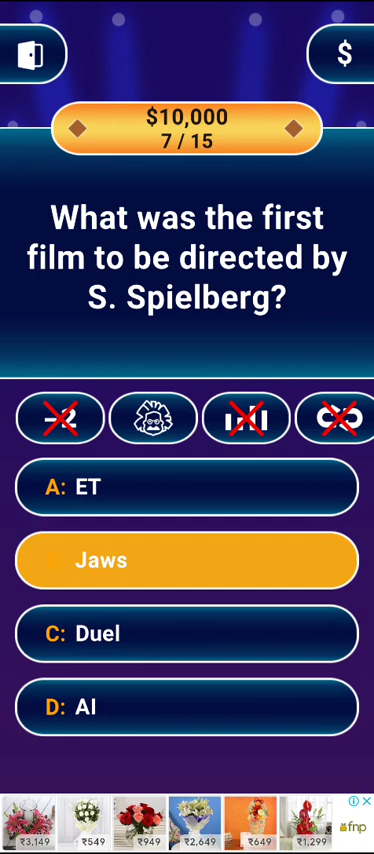 $
$10,000
7 / 15
What was the first
film to be directed by
S. Spielberg?
-2
A: ET
Jaws
C: Duel
D: AI
₹3,149 ₹549 ₹949 ₹2,649 ₹649 ₹1,299 fnp